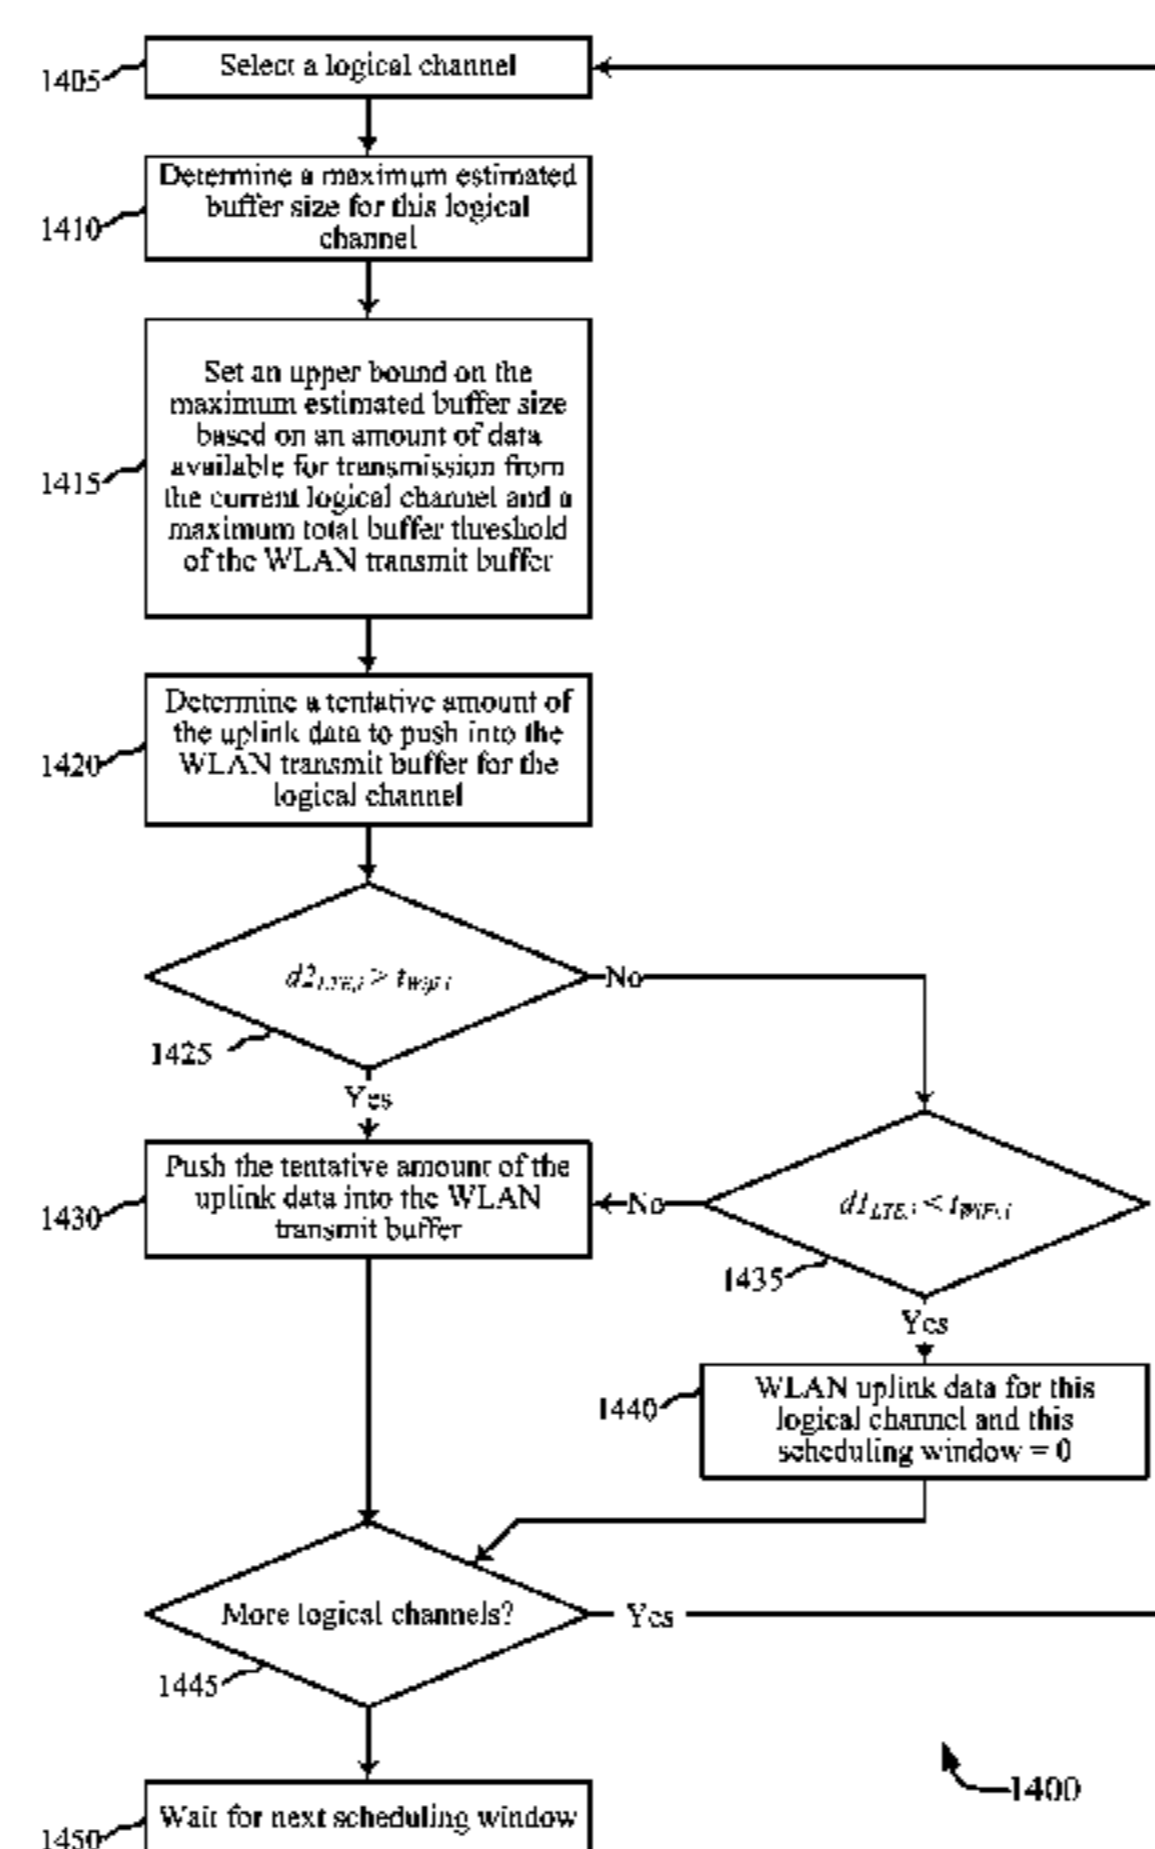 Select a logical channel
1405
Determine a maximum estimated
buffer size for this logical
channel
1410
Set an upper bound on the
maximum estimated buffer size
based on an amount of data
available for transmission from
the current logical channel and a
maximum total buffer threshold
of the WLAN transmit buffer
1415
Determine a tentative amount of
the uplink data to push into the
WLAN transmit buffer for the
logical channel
1420
d2LTE,i > tWiFi,i
No
1425
Yes
Push the tentative amount of the
uplink data into the WLAN
transmit buffer
1430
No
d1LTE,i < tWiFi,i
1435
Yes
WLAN uplink data for this
logical channel and this
scheduling window = 0
1440
More logical channels?
Yes
1445
1400
Wait for next scheduling window
1450